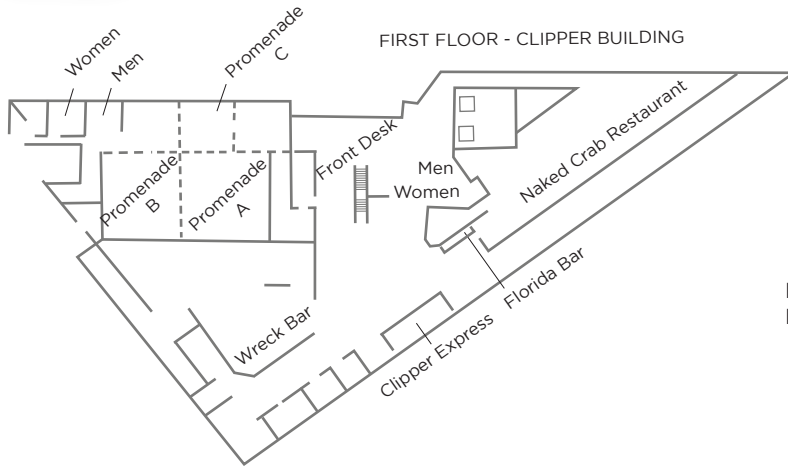 FIRST FLOOR - CLIPPER BUILDING
Women
Men
Promenade
C
Front Desk
Men
Women
Naked Crab Restaurant
Promenade
B
Promenade
A
Florida Bar
Wreck Bar
Clipper Express